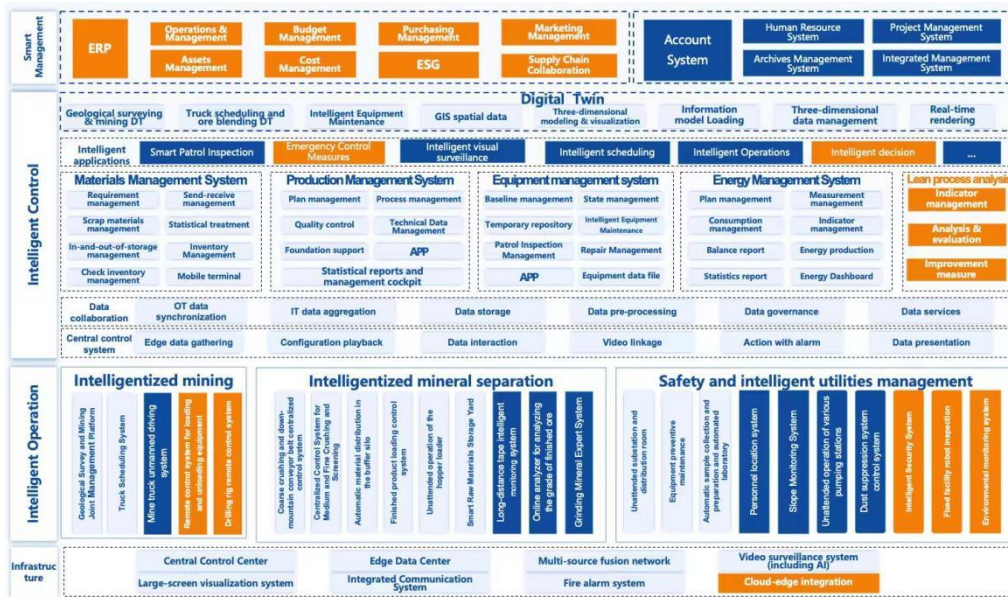 Smart
Management
ERP
Operations &
Management
Budget
Management
Purchasing
Management
Marketing
Management
Assets
Management
Cost
Management
ESG
Supply Chain
Collaboration
Account
System
Human Resource
System
Project Management
System
Archives Management
System
Integrated Management
System
Intelligent Control
Digital Twin
Geological surveying
& mining DT
Truck scheduling and
ore blending DT
Intelligent Equipment
Maintenance
GIS spatial data
Three-dimensional
modeling & visualization
Information
model Loading
Three-dimensional
data management
Real-time
rendering
Intelligent
applications
Smart Patrol Inspection
Emergency Control
Measures
Intelligent visual
surveillance
Intelligent scheduling
Intelligent Operations
Intelligent decision
...
Materials Management System
Requirement
management
Send-receive
management
Scrap materials
management
Statistical treatment
In-and-out-of-storage
management
Inventory
Management
Check inventory
management
Mobile terminal
Production Management System
Plan management
Process management
Quality control
Technical Data
Management
Foundation support
APP
Statistical reports and
management cockpit
Equipment management system
Baseline management
State management
Temporary repository
Intelligent Equipment
Maintenance
Patrol Inspection
Management
Repair Management
APP
Equipment data file
Energy Management System
Plan management
Measurement
management
Consumption
management
Indicator
management
Balance report
Energy production
Statistics report
Energy Dashboard
Lean process analysis
Indicator
management
Analysis &
evaluation
Improvement
measure
Data
collaboration
OT data
synchronization
IT data aggregation
Data storage
Data pre-processing
Data governance
Data services
Central control
system
Edge data gathering
Configuration playback
Data interaction
Video linkage
Action with alarm
Data presentation
Intelligent Operation
Intelligentized mining
Geological Survey and Mining
Joint Management Platform
Truck Scheduling System
Mine truck unmanned driving
system
Remote control system for loading
and unloading equipment
Drilling rig remote control system
Intelligentized mineral separation
Coarse crushing and down-
mountain conveyor belt centralized
control system
Centralized Control System for
Medium and Fine Crushing and
Screening
Automatic material distribution in
the buffer silo
Finished product loading control
system
Unattended operation of the
hopper loader
Smart Raw Materials Storage Yard
Long-distance tape intelligent
monitoring system
Online analyzer for analyzing
the grade of finished ore
Grinding Mineral Expert System
Safety and intelligent utilities management
Unattended substation and
distribution room
Equipment preventive
maintenance
Automatic sample collection and
preparation and automated
laboratory
Personnel location system
Slope Monitoring System
Unattended operation of various
pumping stations
Dust suppression system
control system
Intelligent Security System
Fixed facility robot inspection
Environmental monitoring
system
Infrastruc
ture
Central Control Center
Edge Data Center
Multi-source fusion network
Video surveillance system
(including AI)
Large-screen visualization system
Integrated Communication
System
Fire alarm system
Cloud-edge integration